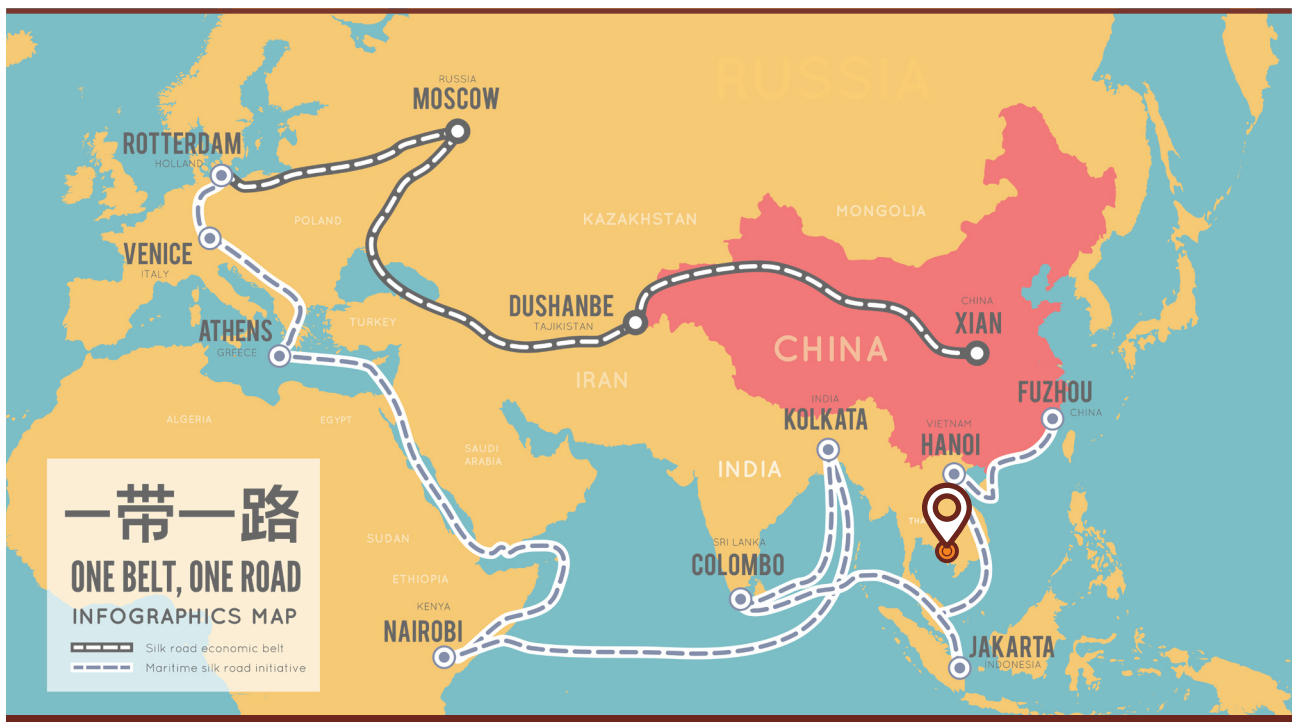 RUSSIA
RUSSIA
MOSCOW
ROTTERDAM
HOLLAND
POLAND
KAZAKHSTAN
MONGOLIA
VENICE
ITALY
DUSHANBE
TAJIKISTAN
CHINA
XIAN
ATHENS
GRFECE
TURKEY
CHINA
IRAN
FUZHOU
CHINA
INDIA
KOLKATA
VIETNAM
HANOI
ALGERIA
EGYPT
SAUDI
ARABIA
INDIA
一带一路
ONE BELT, ONE ROAD
INFOGRAPHICS MAP
Silk road economic belt
Maritime silk road initiative
SUDAN
ETHIOPIA
SRI LANKA
COLOMBO
KENYA
NAIROBI
JAKARTA
INDONESIA